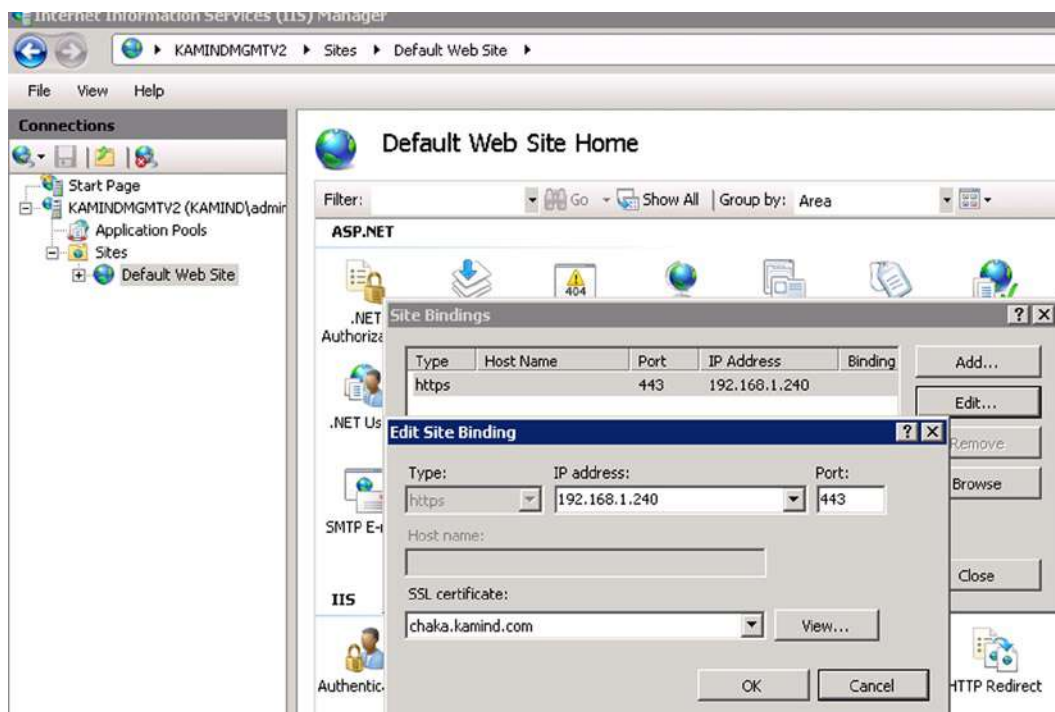 Internet Information Services (IIS) Manager
KAMINDMGMTV2 Sites Default Web Site
File View Help
Connections
Start Page
KAMINDMGMTV2 (KAMIND\admir
Application Pools
Sites
Default Web Site
Default Web Site Home
Filter: Go Show All Group by: Area
ASP.NET
404
.NET
Authoriza
.NET Us
SMTP E-
IIS
Authentic
HTTP Redirect
Site Bindings
Type Host Name Port IP Address Binding
https 443 192.168.1.240
Add...
Edit...
Remove
Browse
Close
Edit Site Binding
Type: IP address: Port:
https 192.168.1.240 443
Host name:
SSL certificate:
chaka.kamind.com View...
OK Cancel